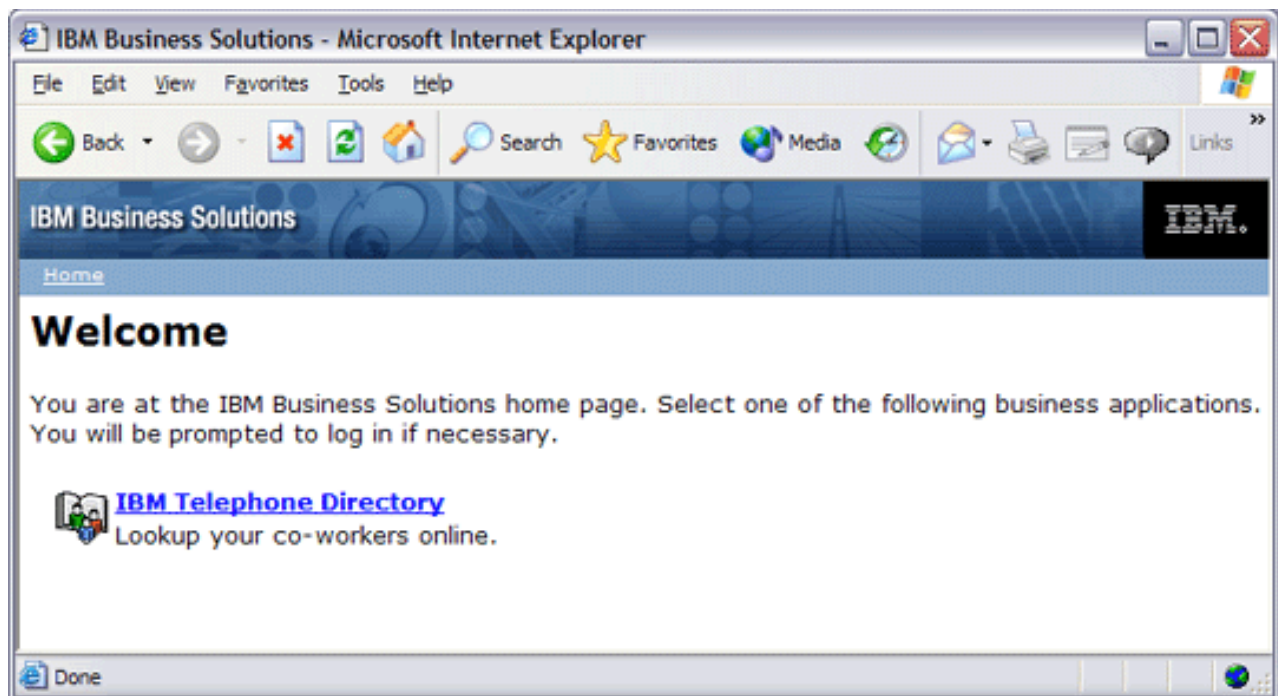 IBM Business Solutions - Microsoft Internet Explorer
File Edit View Favorites Tools Help
Back Search Favorites Media Links
IBM Business Solutions IBM.
Home
Welcome
You are at the IBM Business Solutions home page. Select one of the following business applications.
You will be prompted to log in if necessary.
IBM Telephone Directory
Lookup your co-workers online.
Done